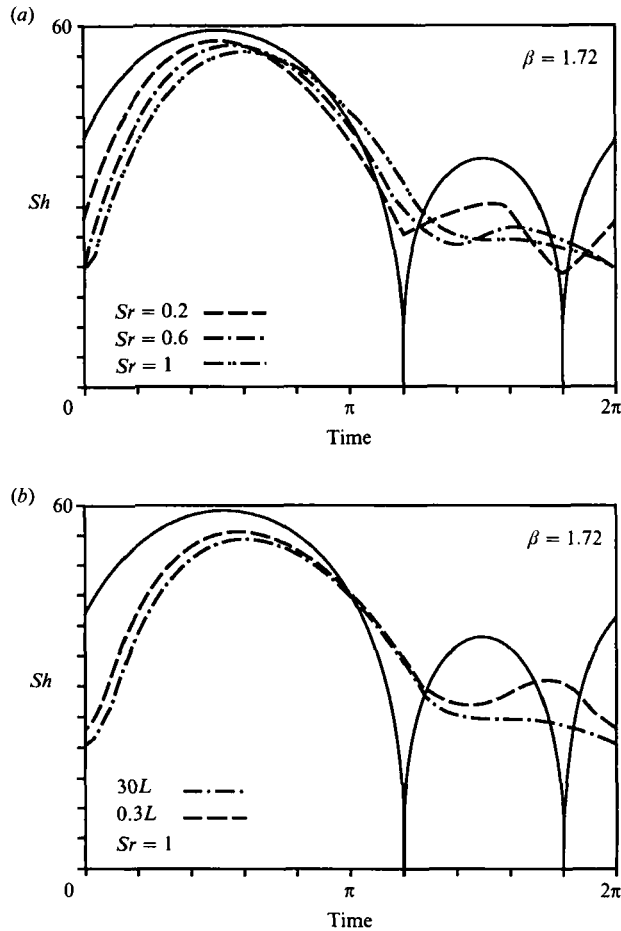 (a)
60
β = 1.72
Sh
Sr = 0.2
Sr = 0.6
Sr = 1
0
π
2π
Time
(b)
60
β = 1.72
Sh
30L
0.3L
Sr = 1
0
π
2π
Time